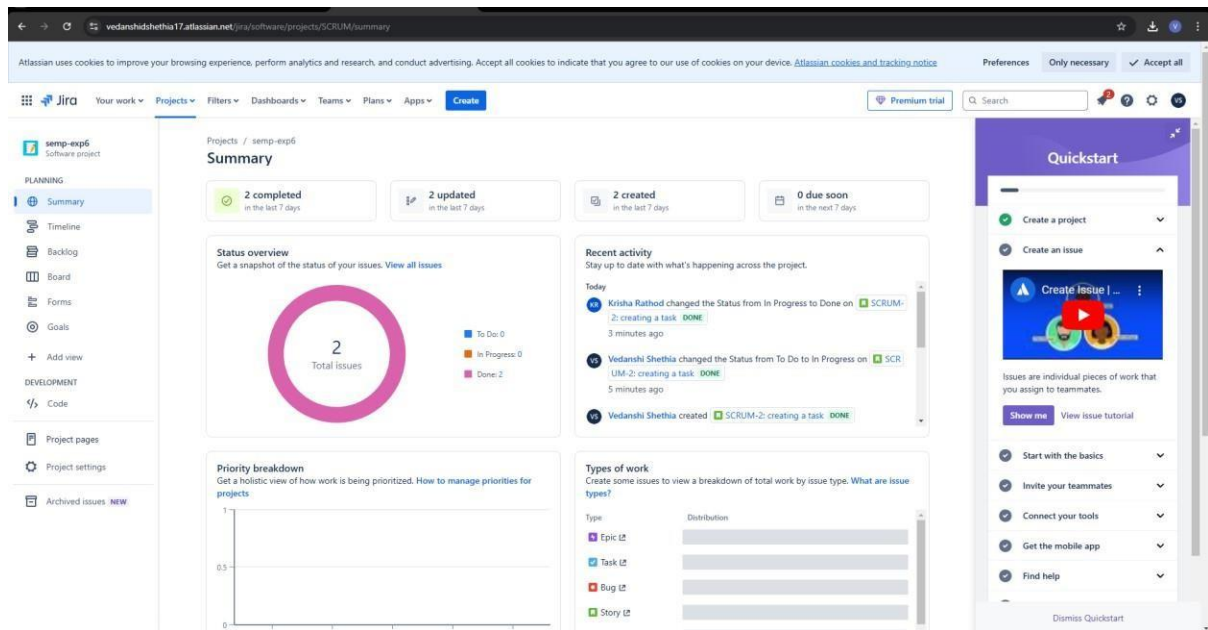 vedanshidshethia17.atlassian.net/jira/software/projects/SCRUM/summary
Atlassian uses cookies to improve your browsing experience, perform analytics and research, and conduct advertising. Accept all cookies to indicate that you agree to our use of cookies on your device. Atlassian cookies and tracking notice
Preferences
Only necessary
Accept all
Jira
Your work
Projects
Filters
Dashboards
Teams
Plans
Apps
Create
Premium trial
Search
2
VS
semp-exp6
Software project
PLANNING
Summary
Timeline
Backlog
Board
Forms
Goals
Add view
DEVELOPMENT
Code
Project pages
Project settings
Archived issues NEW
Projects / semp-exp6
Summary
2 completed
in the last 7 days
2 updated
in the last 7 days
2 created
in the last 7 days
0 due soon
in the next 7 days
Status overview
Get a snapshot of the status of your issues. View all issues
2
Total issues
To Do: 0
In Progress: 0
Done: 2
Recent activity
Stay up to date with what's happening across the project.
Today
KR
Krisha Rathod changed the Status from In Progress to Done on SCRUM-
2: creating a task DONE
3 minutes ago
VS
Vedanshi Shethia changed the Status from To Do to In Progress on SCR
UM-2: creating a task DONE
5 minutes ago
VS
Vedanshi Shethia created SCRUM-2: creating a task DONE
Priority breakdown
Get a holistic view of how work is being prioritized. How to manage priorities for
projects
1
0.5
0
Types of work
Create some issues to view a breakdown of total work by issue type. What are issue
types?
Type
Distribution
Epic
Task
Bug
Story
Quickstart
Create a project
Create an issue
Create Issue | ...
Issues are individual pieces of work that
you assign to teammates.
Show me
View issue tutorial
Start with the basics
Invite your teammates
Connect your tools
Get the mobile app
Find help
Dismiss Quickstart